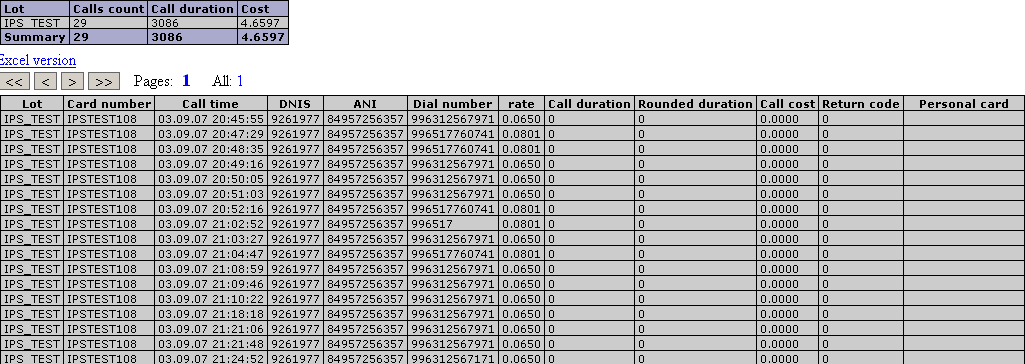 Lot Calls count Call duration Cost
IPS_TEST 29 3086 4.6597
Summary 29 3086 4.6597
Excel version
<< < > >> Pages: 1 All: 1
Lot Card number Call time DNIS ANI Dial number rate Call duration Rounded duration Call cost Return code Personal card
IPS_TEST IPSTEST108 03.09.07 20:45:55 9261977 84957256357 996312567971 0.0650 0 0 0.0000 0
IPS_TEST IPSTEST108 03.09.07 20:47:29 9261977 84957256357 996517760741 0.0801 0 0 0.0000 0
IPS_TEST IPSTEST108 03.09.07 20:48:35 9261977 84957256357 996517760741 0.0801 0 0 0.0000 0
IPS_TEST IPSTEST108 03.09.07 20:49:16 9261977 84957256357 996312567971 0.0650 0 0 0.0000 0
IPS_TEST IPSTEST108 03.09.07 20:50:05 9261977 84957256357 996312567971 0.0650 0 0 0.0000 0
IPS_TEST IPSTEST108 03.09.07 20:51:03 9261977 84957256357 996312567971 0.0650 0 0 0.0000 0
IPS_TEST IPSTEST108 03.09.07 20:52:16 9261977 84957256357 996517760741 0.0801 0 0 0.0000 0
IPS_TEST IPSTEST108 03.09.07 21:02:52 9261977 84957256357 996517 0.0801 0 0 0.0000 0
IPS_TEST IPSTEST108 03.09.07 21:03:27 9261977 84957256357 996312567971 0.0650 0 0 0.0000 0
IPS_TEST IPSTEST108 03.09.07 21:04:47 9261977 84957256357 996517760741 0.0801 0 0 0.0000 0
IPS_TEST IPSTEST108 03.09.07 21:08:59 9261977 84957256357 996312567971 0.0650 0 0 0.0000 0
IPS_TEST IPSTEST108 03.09.07 21:09:46 9261977 84957256357 996312567971 0.0650 0 0 0.0000 0
IPS_TEST IPSTEST108 03.09.07 21:10:22 9261977 84957256357 996312567971 0.0650 0 0 0.0000 0
IPS_TEST IPSTEST108 03.09.07 21:18:18 9261977 84957256357 996312567971 0.0650 0 0 0.0000 0
IPS_TEST IPSTEST108 03.09.07 21:21:06 9261977 84957256357 996312567971 0.0650 0 0 0.0000 0
IPS_TEST IPSTEST108 03.09.07 21:21:48 9261977 84957256357 996312567971 0.0650 0 0 0.0000 0
IPS_TEST IPSTEST108 03.09.07 21:24:52 9261977 84957256357 996312567171 0.0650 0 0 0.0000 0